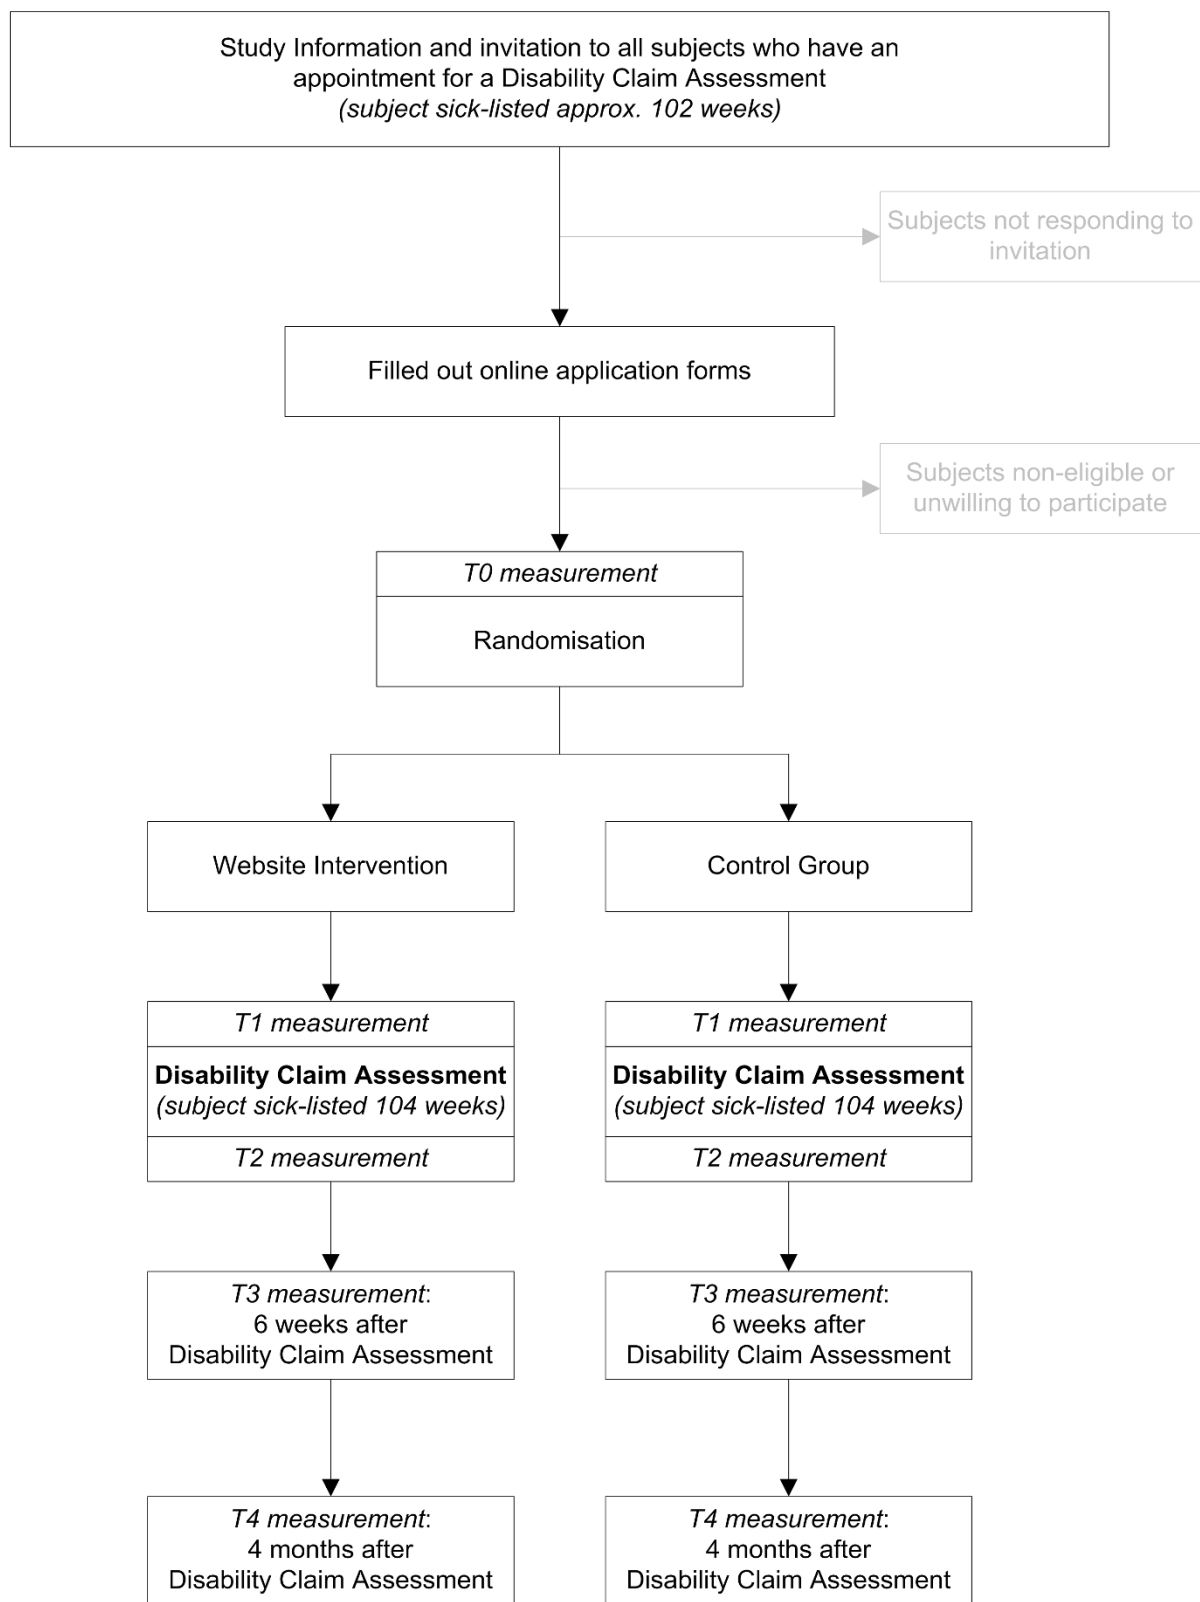 Study Information and invitation to all subjects who have an
appointment for a Disability Claim Assessment
(subject sick-listed approx. 102 weeks)
Subjects not responding to
invitation
Filled out online application forms
Subjects non-eligible or
unwilling to participate
T0 measurement
Randomisation
Website Intervention
Control Group
T1 measurement
Disability Claim Assessment
(subject sick-listed 104 weeks)
T2 measurement
T1 measurement
Disability Claim Assessment
(subject sick-listed 104 weeks)
T2 measurement
T3 measurement:
6 weeks after
Disability Claim Assessment
T3 measurement:
6 weeks after
Disability Claim Assessment
T4 measurement:
4 months after
Disability Claim Assessment
T4 measurement:
4 months after
Disability Claim Assessment